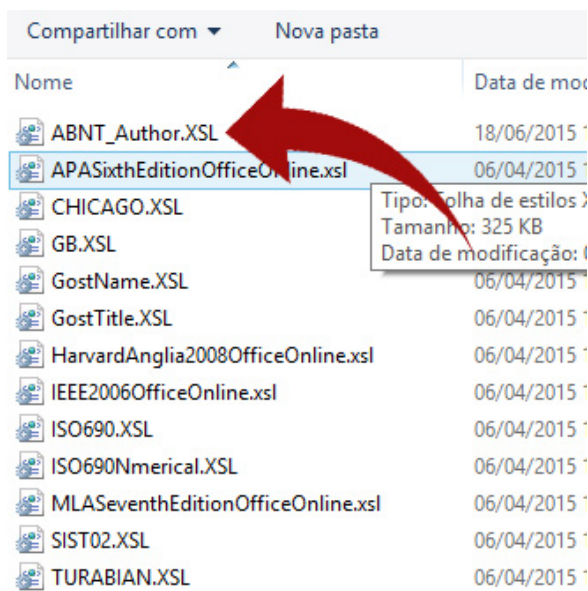 Compartilhar com Nova pasta
Nome Data de
ABNT_Author.XSL 18/06/2015
APASixthEditionOfficeOnline.xsl 06/04/2015
CHICAGO.XSL Tipo: Folha de estilos
GB.XSL Tamanho: 325 KB
Data de modificação:
GostName.XSL 06/04/2015
GostTitle.XSL 06/04/2015
HarvardAnglia2008OfficeOnline.xsl 06/04/2015
IEEE2006OfficeOnline.xsl 06/04/2015
ISO690.XSL 06/04/2015
ISO690Nmerical.XSL 06/04/2015
MLASeventhEditionOfficeOnline.xsl 06/04/2015
SIST02.XSL 06/04/2015
TURABIAN.XSL 06/04/2015